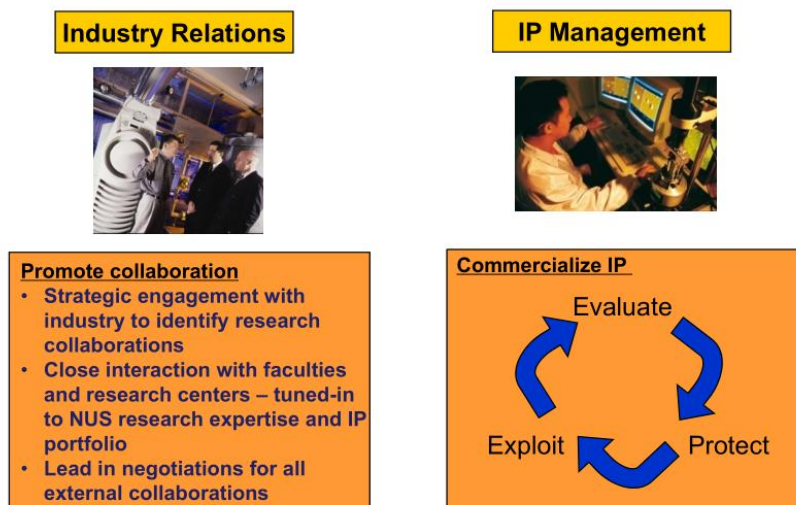 Industry Relations
IP Management
Promote collaboration
• Strategic engagement with
industry to identify research
collaborations
• Close interaction with faculties
and research centers – tuned-in
to NUS research expertise and IP
portfolio
• Lead in negotiations for all
external collaborations
Commercialize IP
Evaluate
Exploit
Protect